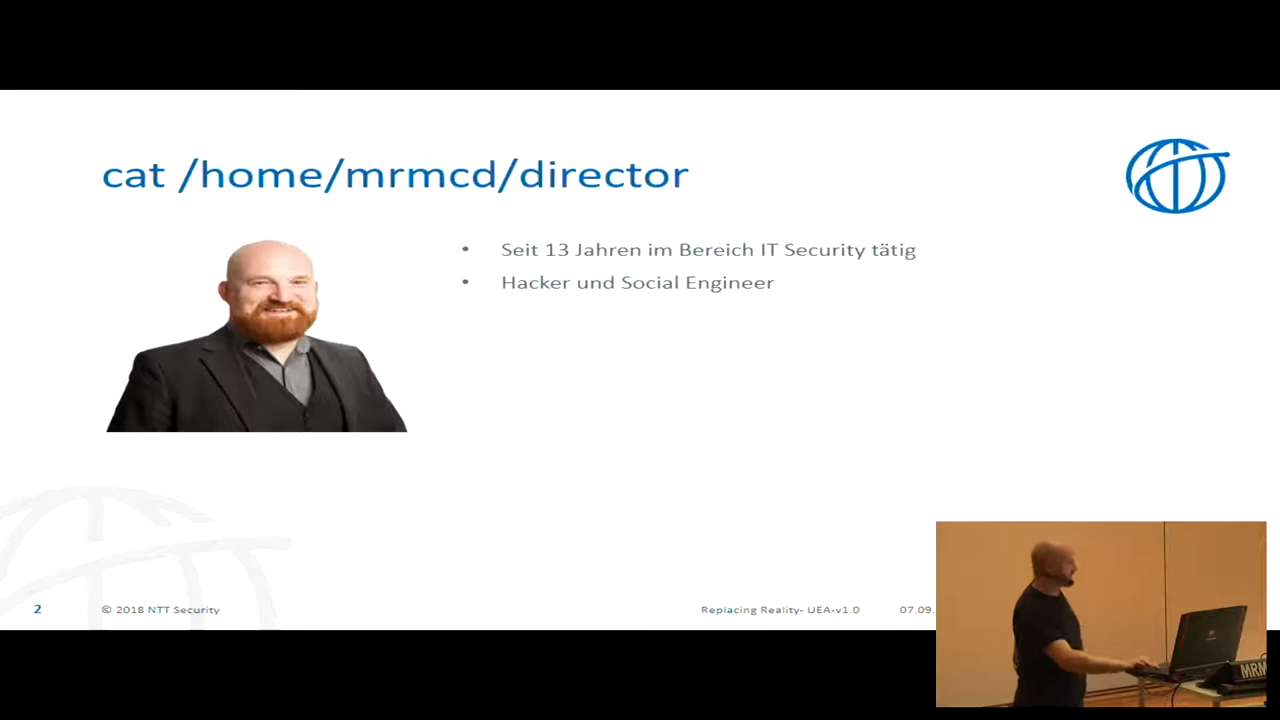 cat /home/mrmcd/director
• Seit 13 Jahren im Bereich IT Security tätig
• Hacker und Social Engineer
2
© 2018 NTT Security
Replacing Reality- UEA-v1.0
07.09.
MRM